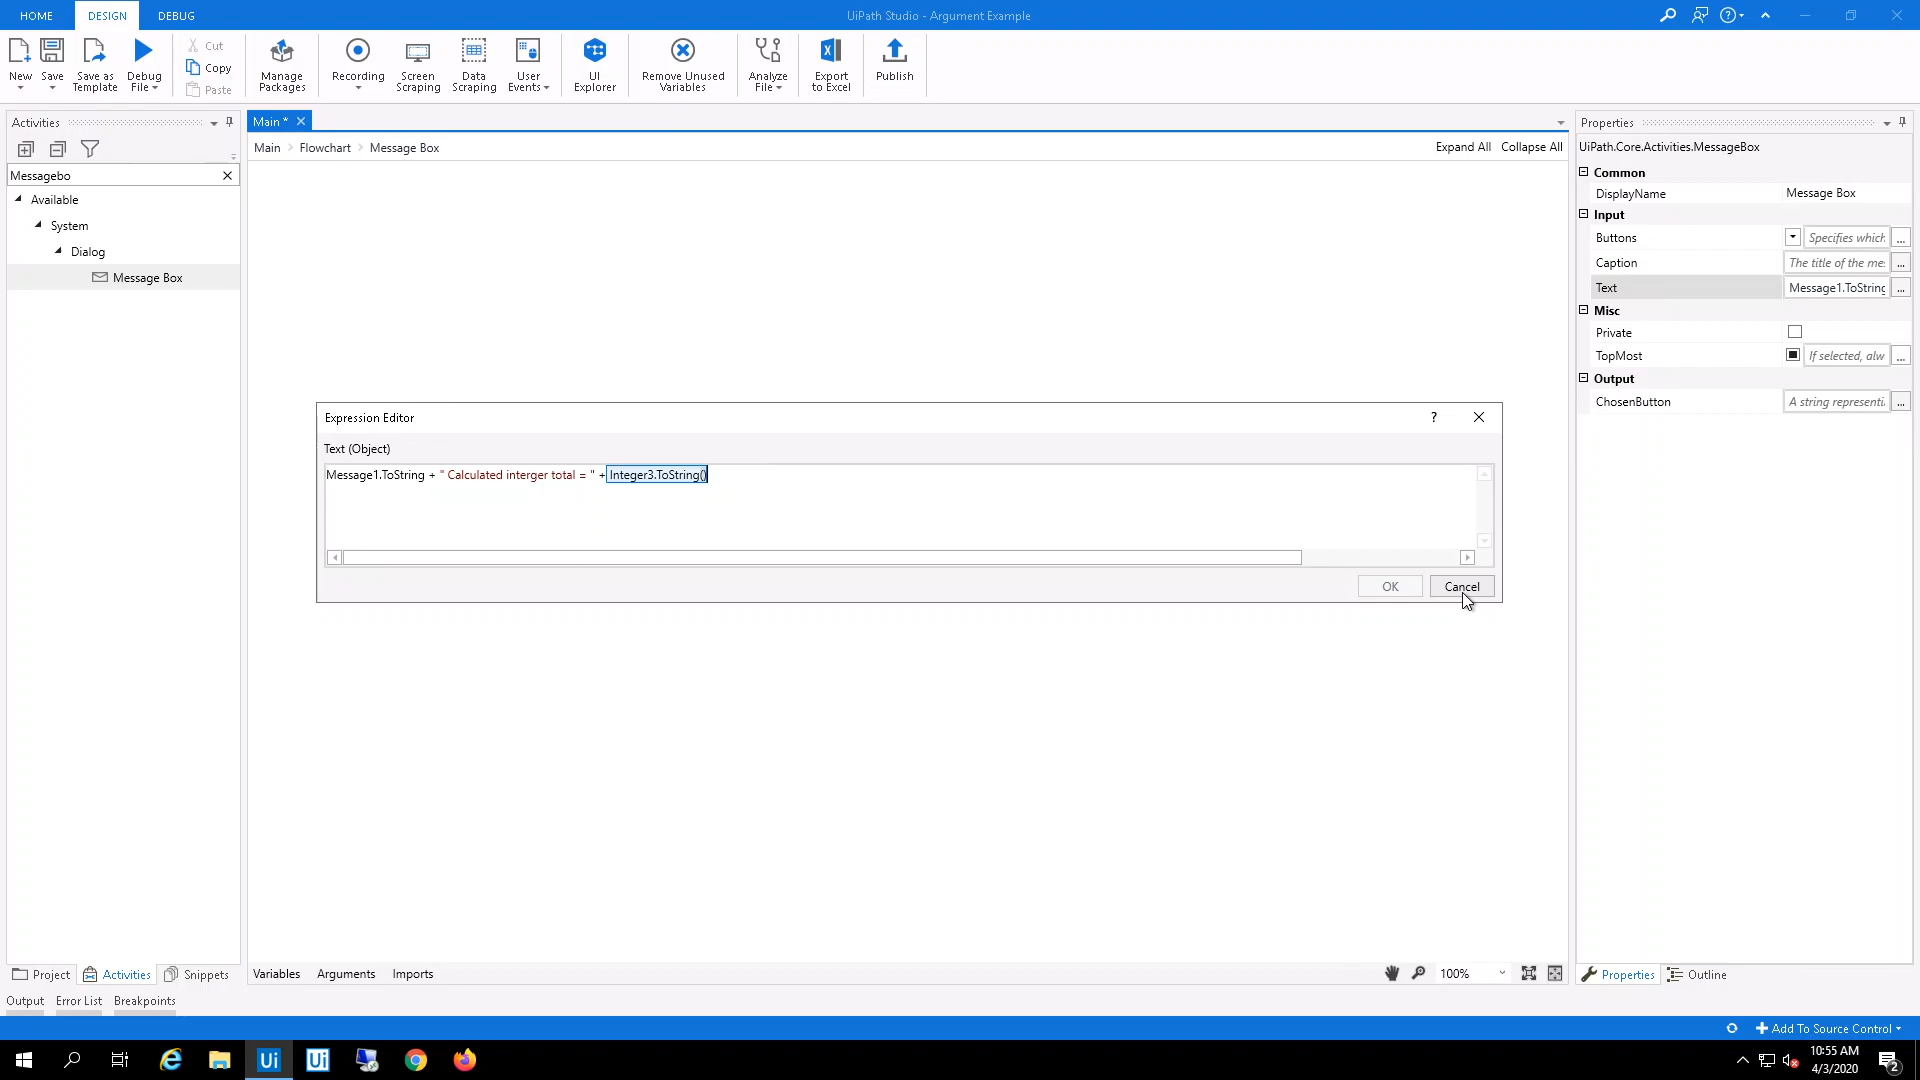 HOME DESIGN DEBUG UiPath Studio - Argument Example
New Save Save as Template Debug File Cut Copy Paste Manage Packages Recording Screen Scraping Data Scraping User Events UI Explorer Remove Unused Variables Analyze File Export to Excel Publish
Activities
Messagebo
Available
System
Dialog
Message Box
Main *
Main Flowchart Message Box Expand All Collapse All
Expression Editor
Text (Object)
Message1.ToString + " Calculated interger total = " + Integer3.ToString()
OK Cancel
Properties
UiPath.Core.Activities.MessageBox
Common
DisplayName Message Box
Input
Buttons Specifies which ...
Caption The title of the me: ...
Text Message1.ToString ...
Misc
Private
TopMost If selected, alw ...
Output
ChosenButton A string representi ...
Project Activities Snippets
Variables Arguments Imports 100%
Properties Outline
Output Error List Breakpoints
Add To Source Control
Ui Ui
10:55 AM
4/3/2020
2